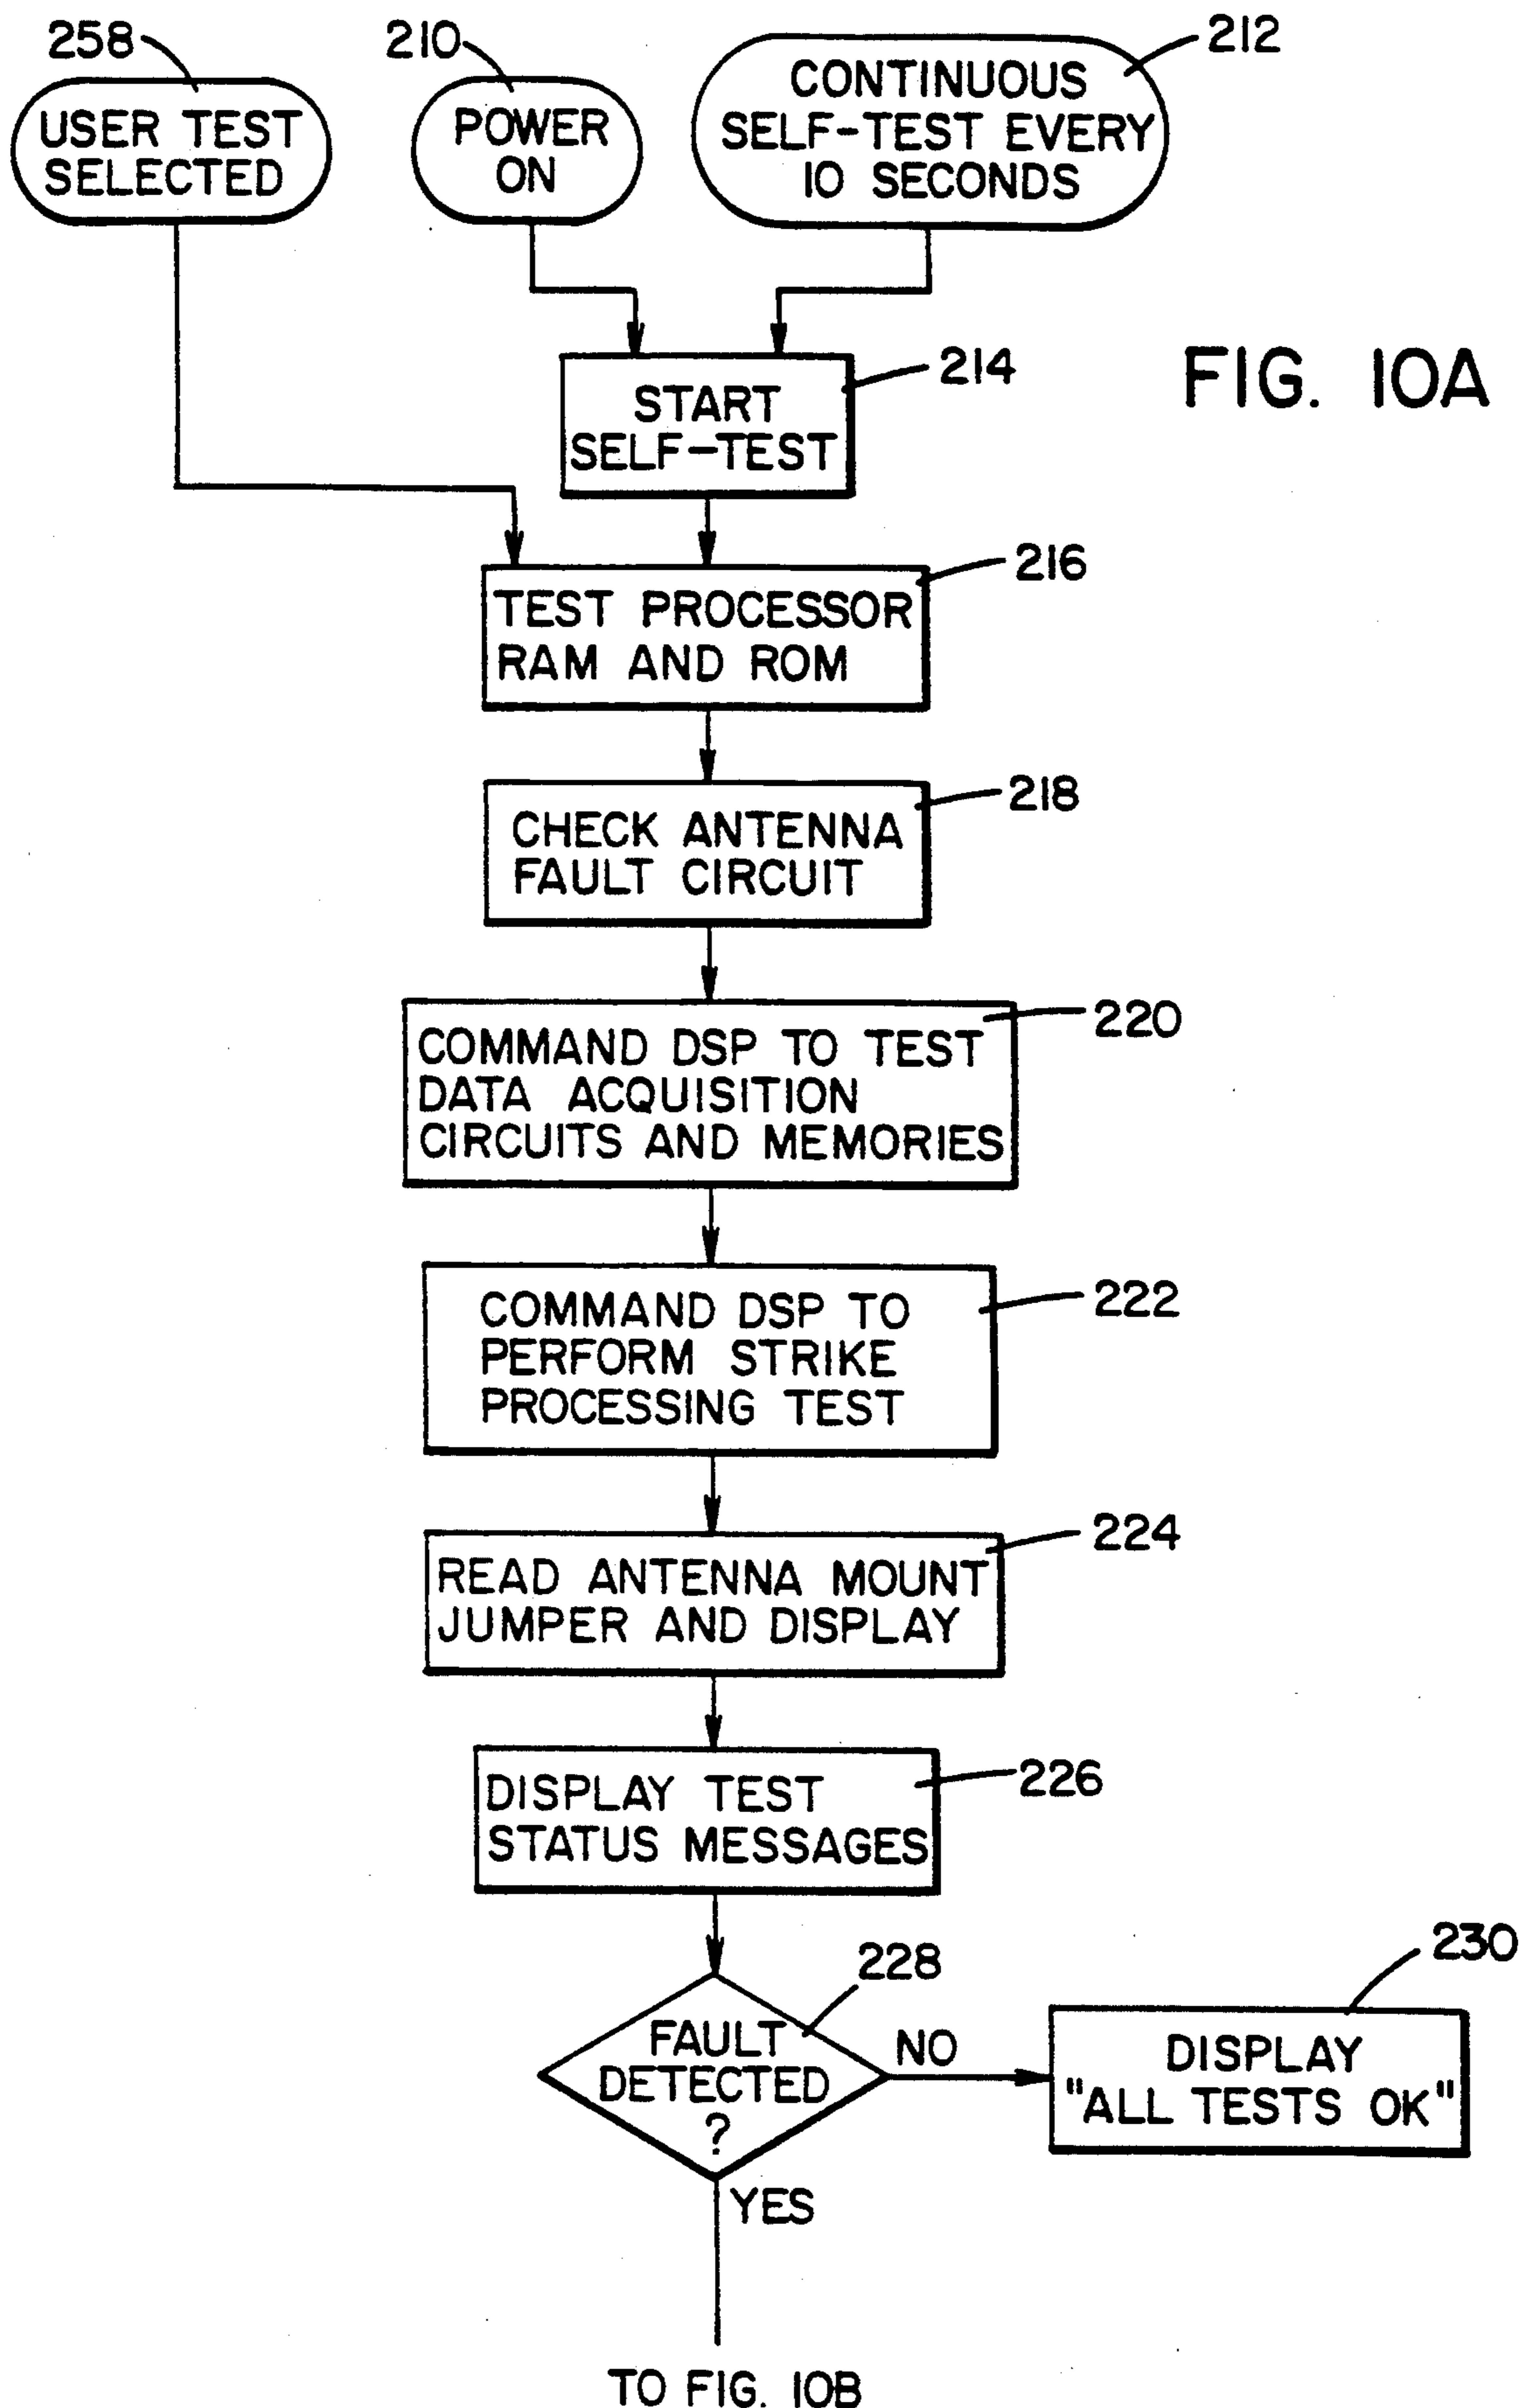 258
USER TEST
SELECTED
210
POWER
ON
212
CONTINUOUS
SELF-TEST EVERY
10 SECONDS
FIG. 10A
214
START
SELF-TEST
216
TEST PROCESSOR
RAM AND ROM
218
CHECK ANTENNA
FAULT CIRCUIT
220
COMMAND DSP TO TEST
DATA ACQUISITION
CIRCUITS AND MEMORIES
222
COMMAND DSP TO
PERFORM STRIKE
PROCESSING TEST
224
READ ANTENNA MOUNT
JUMPER AND DISPLAY
226
DISPLAY TEST
STATUS MESSAGES
228
FAULT
DETECTED
?
NO
230
DISPLAY
"ALL TESTS OK"
YES
TO FIG. 10B